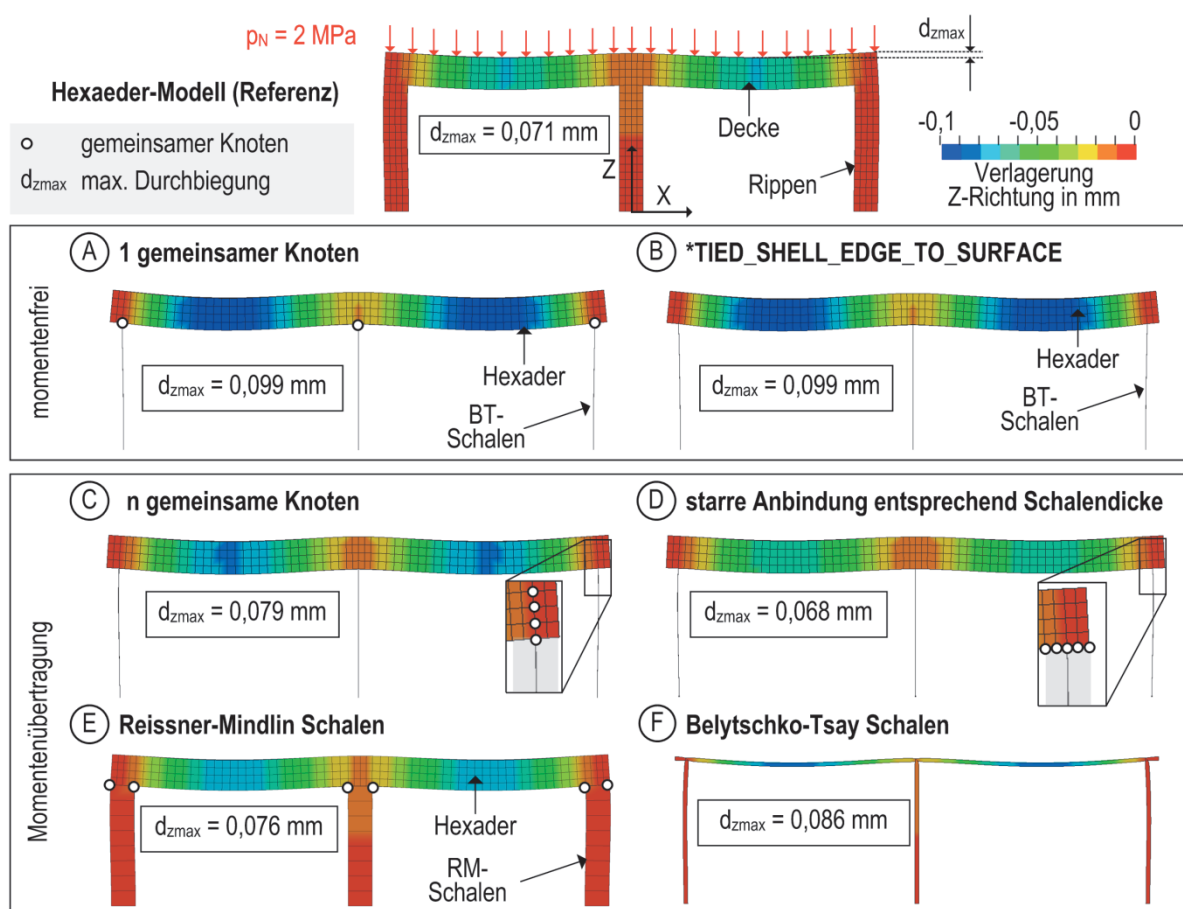 pN = 2 MPa
dzmax
Hexaeder-Modell (Referenz)
gemeinsamer Knoten
dzmax max. Durchbiegung
dzmax = 0,071 mm
Decke
Z
X
Rippen
-0,1 -0,05 0
Verlagerung
Z-Richtung in mm
momentenfrei
A 1 gemeinsamer Knoten
dzmax = 0,099 mm
Hexader
BT-
Schalen
B *TIED_SHELL_EDGE_TO_SURFACE
dzmax = 0,099 mm
Hexader
BT-
Schalen
Momentenübertragung
C n gemeinsame Knoten
dzmax = 0,079 mm
D starre Anbindung entsprechend Schalendicke
dzmax = 0,068 mm
E Reissner-Mindlin Schalen
dzmax = 0,076 mm
Hexader
RM-
Schalen
F Belytschko-Tsay Schalen
dzmax = 0,086 mm